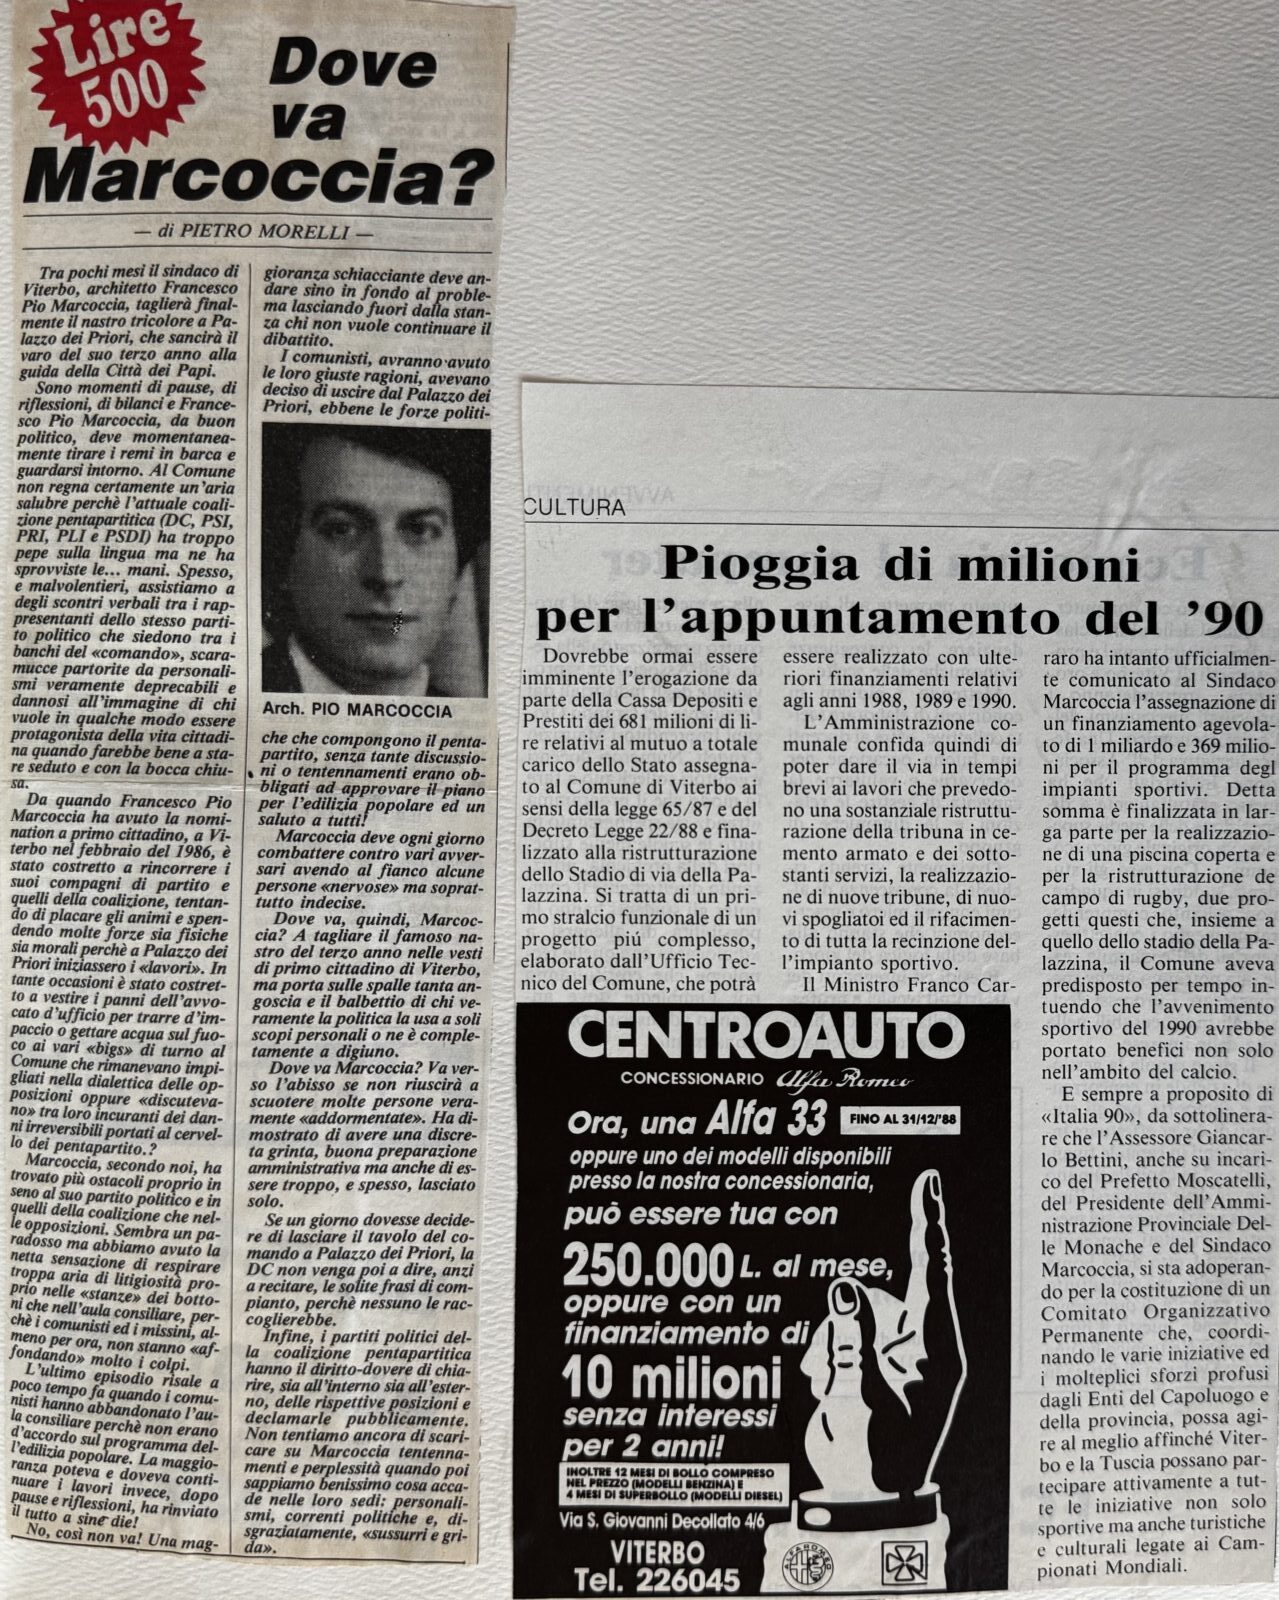 Lire
500
Dove
va
Marcoccia?
— di PIETRO MORELLI —
Tra pochi mesi il sindaco di
Viterbo, architetto Francesco
Pio Marcoccia, taglierà final-
mente il nastro tricolore a Pa-
lazzo dei Priori, che sancirà il
varo del suo terzo anno alla
guida della Città dei Papi.
Sono momenti di pause, di
riflessioni, di bilanci e France-
sco Pio Marcoccia, da buon
politico, deve momentanea-
mente tirare i remi in barca e
guardarsi intorno. Al Comune
non regna certamente un'aria
salubre perchè l'attuale coali-
zione pentapartitica (DC, PSI,
PRI, PLI e PSDI) ha troppo
pepe sulla lingua ma ne ha
sprovviste le... mani. Spesso,
e malvolentieri, assistiamo a
degli scontri verbali tra i rap-
presentanti dello stesso parti-
to politico che siedono tra i
banchi del «comando», scara-
mucce partorite da personali-
smi veramente deprecabili e
dannosi all'immagine di chi
vuole in qualche modo essere
protagonista della vita cittadi-
na quando farebbe bene a sta-
re seduto e con la bocca chiu-
sa.
Da quando Francesco Pio
Marcoccia ha avuto la nomi-
nation a primo cittadino, a Vi-
terbo nel febbraio del 1986, è
stato costretto a rincorrere i
suoi compagni di partito e
quelli della coalizione, tentan-
do di placare gli animi e spen-
dendo molte forze sia fisiche
sia morali perchè a Palazzo dei
Priori iniziassero i «lavori». In
tante occasioni è stato costret-
to a vestire i panni dell'avvo-
cato d'ufficio per trarre d'im-
paccio o gettare acqua sul fuo-
co ai vari «bigs» di turno al
Comune che rimanevano impi-
gliati nella dialettica delle op-
posizioni oppure «discuteva-
no» tra loro incuranti dei dan-
ni irreversibili portati al cervel-
lo dei pentapartito.?
Marcoccia, secondo noi, ha
trovato più ostacoli proprio in
seno al suo partito politico e in
quelli della coalizione che nel-
le opposizioni. Sembra un pa-
radosso ma abbiamo avuto la
netta sensazione di respirare
troppa aria di litigiosità pro-
prio nelle «stanze» dei botto-
ni che nell'aula consiliare, per-
chè i comunisti ed i missini, al-
meno per ora, non stanno «af-
fondando» molto i colpi.
L'ultimo episodio risale a
poco tempo fa quando i comu-
nisti hanno abbandonato l'au-
la consiliare perchè non erano
d'accordo sul programma del-
l'edilizia popolare. La maggio-
ranza poteva e doveva conti-
nuare i lavori invece, dopo
pause e riflessioni, ha rinviato
il tutto a sine die!
No, così non va! Una mag-
gioranza schiacciante deve an-
dare sino in fondo al proble-
ma lasciando fuori dalla stan-
za chi non vuole continuare il
dibattito.
I comunisti, avranno avuto
le loro giuste ragioni, avevano
deciso di uscire dal Palazzo dei
Priori, ebbene le forze politi-
Arch. PIO MARCOCCIA
che che compongono il penta-
partito, senza tante discussio-
ni o tentennamenti erano ob-
bligati ad approvare il piano
per l'edilizia popolare ed un
saluto a tutti!
Marcoccia deve ogni giorno
combattere contro vari avver-
sari avendo al fianco alcune
persone «nervose» ma soprat-
tutto indecise.
Dove va, quindi, Marcoc-
cia? A tagliare il famoso na-
stro del terzo anno nelle vesti
di primo cittadino di Viterbo,
ma porta sulle spalle tanta an-
goscia e il balbettio di chi ve-
ramente la politica la usa a soli
scopi personali o ne è comple-
tamente a digiuno.
Dove va Marcoccia? Va ver-
so l'abisso se non riuscirà a
scuotere molte persone vera-
mente «addormentate». Ha di-
mostrato di avere una discre-
ta grinta, buona preparazione
amministrativa ma anche di es-
sere troppo, e spesso, lasciato
solo.
Se un giorno dovesse decide-
re di lasciare il tavolo del co-
mando a Palazzo dei Priori, la
DC non venga poi a dire, anzi
a recitare, le solite frasi di com-
pianto, perchè nessuno le rac-
coglierebbe.
Infine, i partiti politici del-
la coalizione pentapartitica
hanno il diritto-dovere di chia-
rire, sia all'interno sia all'ester-
no, delle rispettive posizioni e
declamarle pubblicamente.
Non tentiamo ancora di scari-
care su Marcoccia tentenna-
menti e perplessità quando poi
sappiamo benissimo cosa acca-
de nelle loro sedi: personali-
smi, correnti politiche e, di-
sgraziatamente, «sussurri e gri-
da».
CULTURA
Pioggia di milioni
per l'appuntamento del '90
Dovrebbe ormai essere
imminente l'erogazione da
parte della Cassa Depositi e
Prestiti dei 681 milioni di li-
re relativi al mutuo a totale
carico dello Stato assegna-
to al Comune di Viterbo ai
sensi della legge 65/87 e del
Decreto Legge 22/88 e fina-
lizzato alla ristrutturazione
dello Stadio di via della Pa-
lazzina. Si tratta di un pri-
mo stralcio funzionale di un
progetto piú complesso,
elaborato dall'Ufficio Tec-
nico del Comune, che potrà
essere realizzato con ulte-
riori finanziamenti relativi
agli anni 1988, 1989 e 1990.
L'Amministrazione co-
munale confida quindi di
poter dare il via in tempi
brevi ai lavori che prevedo-
no una sostanziale ristruttu-
razione della tribuna in ce-
mento armato e dei sotto-
stanti servizi, la realizzazio-
ne di nuove tribune, di nuo-
vi spogliatoi ed il rifacimen-
to di tutta la recinzione del-
l'impianto sportivo.
Il Ministro Franco Car-
raro ha intanto ufficialmen-
te comunicato al Sindaco
Marcoccia l'assegnazione di
un finanziamento agevola-
to di 1 miliardo e 369 milio-
ni per il programma degl
impianti sportivi. Detta
somma è finalizzata in lar-
ga parte per la realizzazio-
ne di una piscina coperta e
per la ristrutturazione de
campo di rugby, due pro-
getti questi che, insieme a
quello dello stadio della Pa-
lazzina, il Comune aveva
predisposto per tempo in-
tuendo che l'avvenimento
sportivo del 1990 avrebbe
portato benefici non solo
nell'ambito del calcio.
E sempre a proposito di
«Italia 90», da sottolinera-
re che l'Assessore Giancar-
lo Bettini, anche su incari-
co del Prefetto Moscatelli,
del Presidente dell'Ammi-
nistrazione Provinciale Del-
le Monache e del Sindaco
Marcoccia, si sta adoperan-
do per la costituzione di un
Comitato Organizzativo
Permanente che, coordi-
nando le varie iniziative ed
i molteplici sforzi profusi
dagli Enti del Capoluogo e
della provincia, possa agi-
re al meglio affinché Viter-
bo e la Tuscia possano par-
tecipare attivamente a tut-
te le iniziative non solo
sportive ma anche turistiche
e culturali legate ai Cam-
pionati Mondiali.
CENTROAUTO
CONCESSIONARIO Alfa Romeo
Ora, una Alfa 33 FINO AL 31/12/'88
oppure uno dei modelli disponibili
presso la nostra concessionaria,
può essere tua con
250.000 L. al mese,
oppure con un
finanziamento di
10 milioni
senza interessi
per 2 anni!
INOLTRE 12 MESI DI BOLLO COMPRESO
NEL PREZZO (MODELLI BENZINA) E
4 MESI DI SUPERBOLLO (MODELLI DIESEL)
Via S. Giovanni Decollato 4/6
VITERBO
Tel. 226045